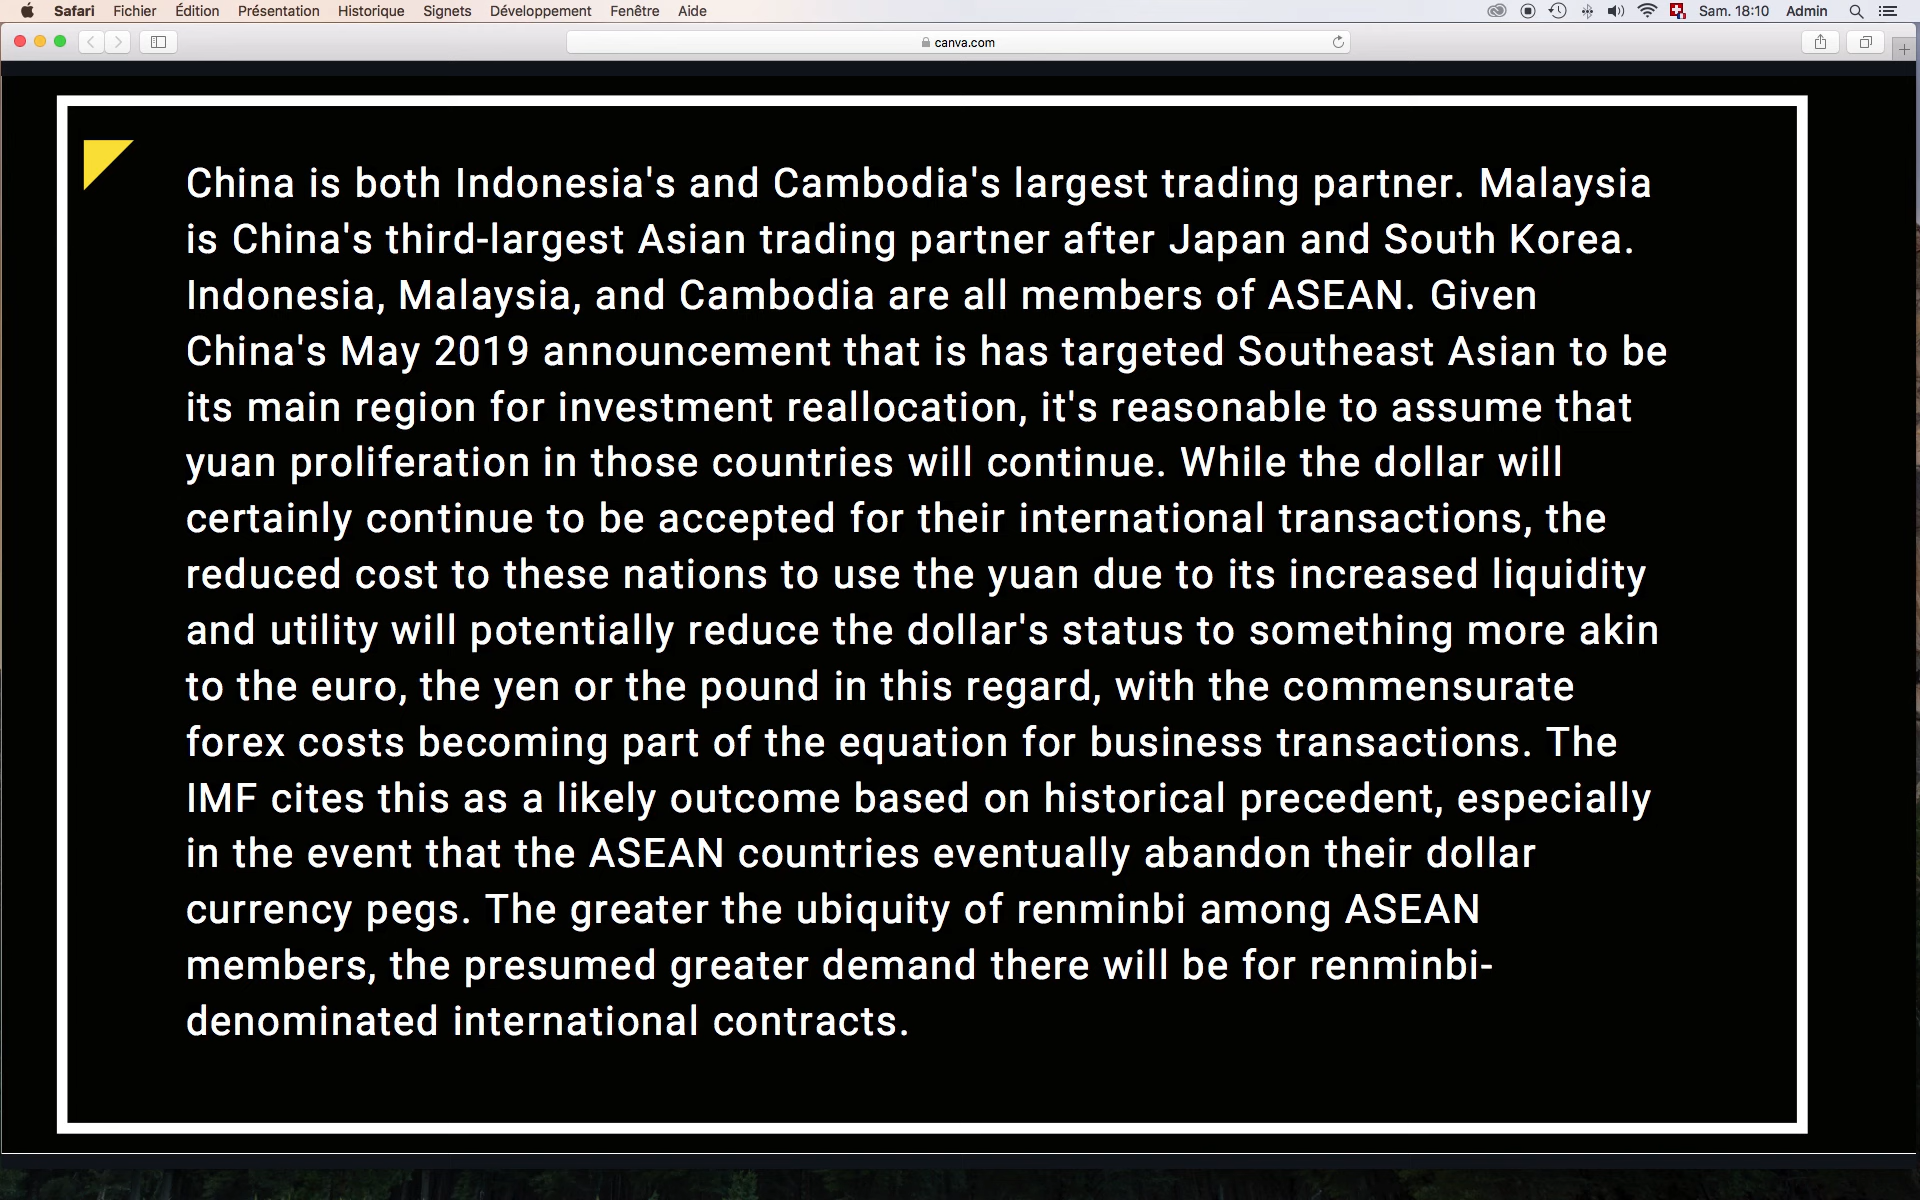 Safari Fichier Édition Présentation Historique Signets Développement Fenêtre Aide Sam. 18:10 Admin
canva.com
China is both Indonesia's and Cambodia's largest trading partner. Malaysia
is China's third-largest Asian trading partner after Japan and South Korea.
Indonesia, Malaysia, and Cambodia are all members of ASEAN. Given
China's May 2019 announcement that is has targeted Southeast Asian to be
its main region for investment reallocation, it's reasonable to assume that
yuan proliferation in those countries will continue. While the dollar will
certainly continue to be accepted for their international transactions, the
reduced cost to these nations to use the yuan due to its increased liquidity
and utility will potentially reduce the dollar's status to something more akin
to the euro, the yen or the pound in this regard, with the commensurate
forex costs becoming part of the equation for business transactions. The
IMF cites this as a likely outcome based on historical precedent, especially
in the event that the ASEAN countries eventually abandon their dollar
currency pegs. The greater the ubiquity of renminbi among ASEAN
members, the presumed greater demand there will be for renminbi-
denominated international contracts.